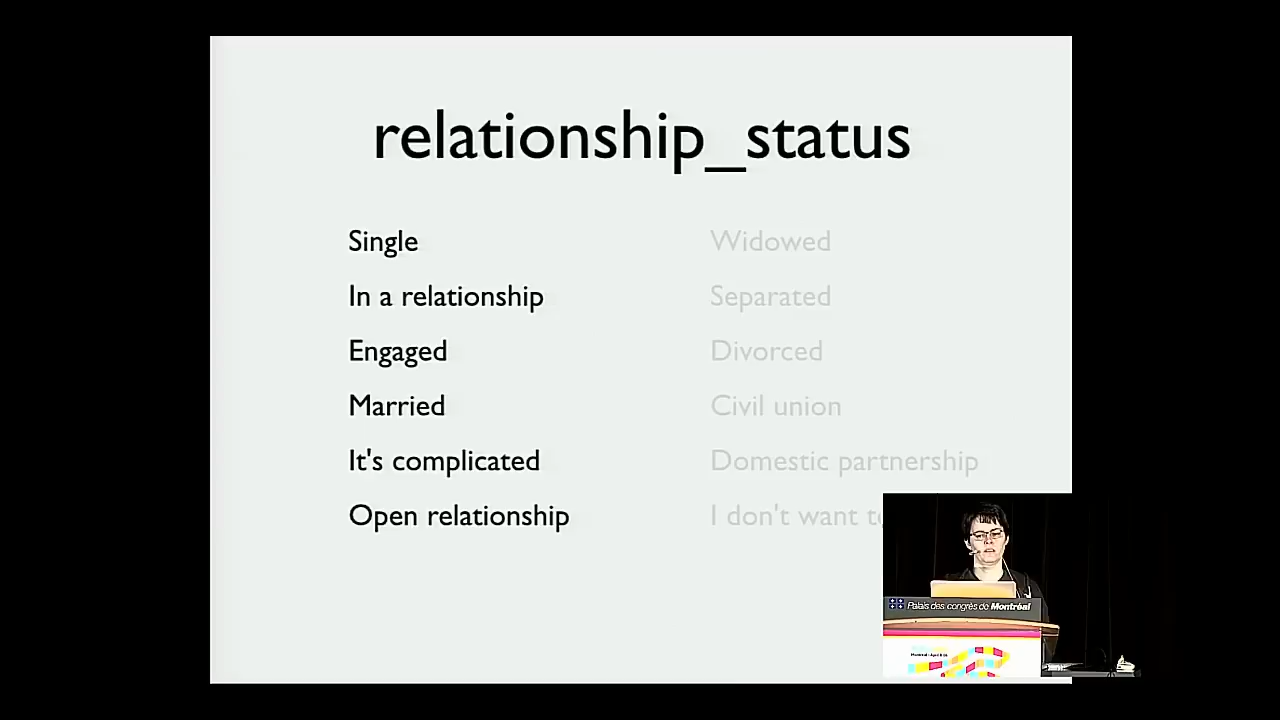 relationship_status
Single
In a relationship
Engaged
Married
It's complicated
Open relationship
Widowed
Separated
Divorced
Civil union
Domestic partnership
I don't want
Palais des congrès de Montréal